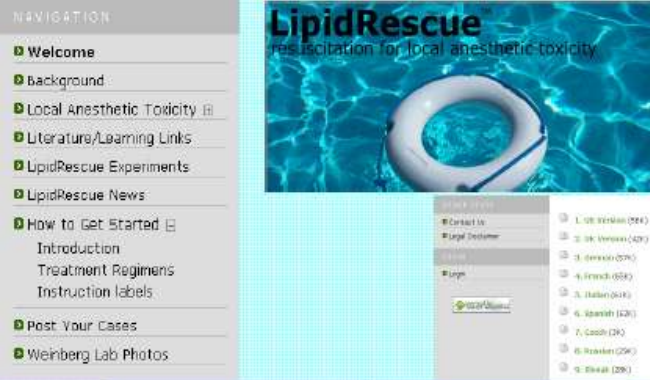 NAVIGATION
Welcome
Background
Local Anesthetic Toxicity
Literature/Learning Links
LipidRescue Experiments
LipidRescue News
How to Get Started
Introduction
Treatment Regimens
Instruction labels
Post Your Cases
Weinberg Lab Photos
LipidRescue™
resuscitation for local anesthetic toxicity
Contact Us
Legal Disclaimer
Login
1. US Version
2. UK Version
3. German
4. French
5. Italian
6. Spanish
7. Czech
8. Russian
9. Slovak